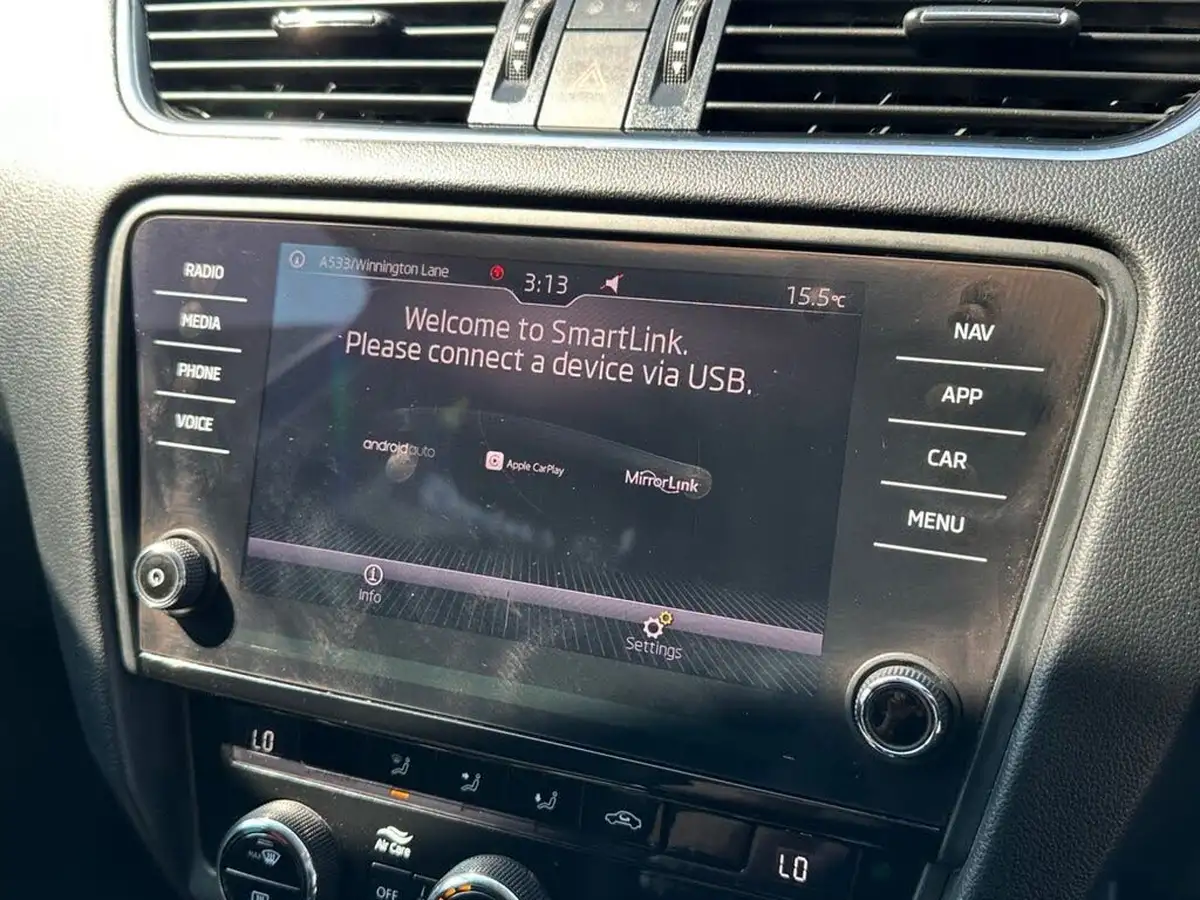 A533/Winnington Lane
3:13
15.5°C
RADIO
MEDIA
PHONE
VOICE
Welcome to SmartLink.
Please connect a device via USB.
androidauto
Apple CarPlay
MirrorLink
NAV
APP
CAR
MENU
Info
Settings
LO
LO
MAX
Air Care
OFF